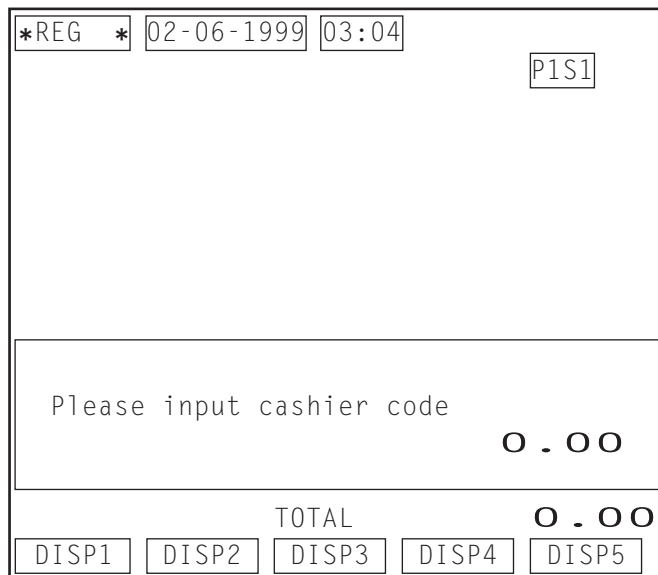 *REG * 02-06-1999 03:04
P1S1
Please input cashier code
0.00
TOTAL 0.00
DISP1 DISP2 DISP3 DISP4 DISP5